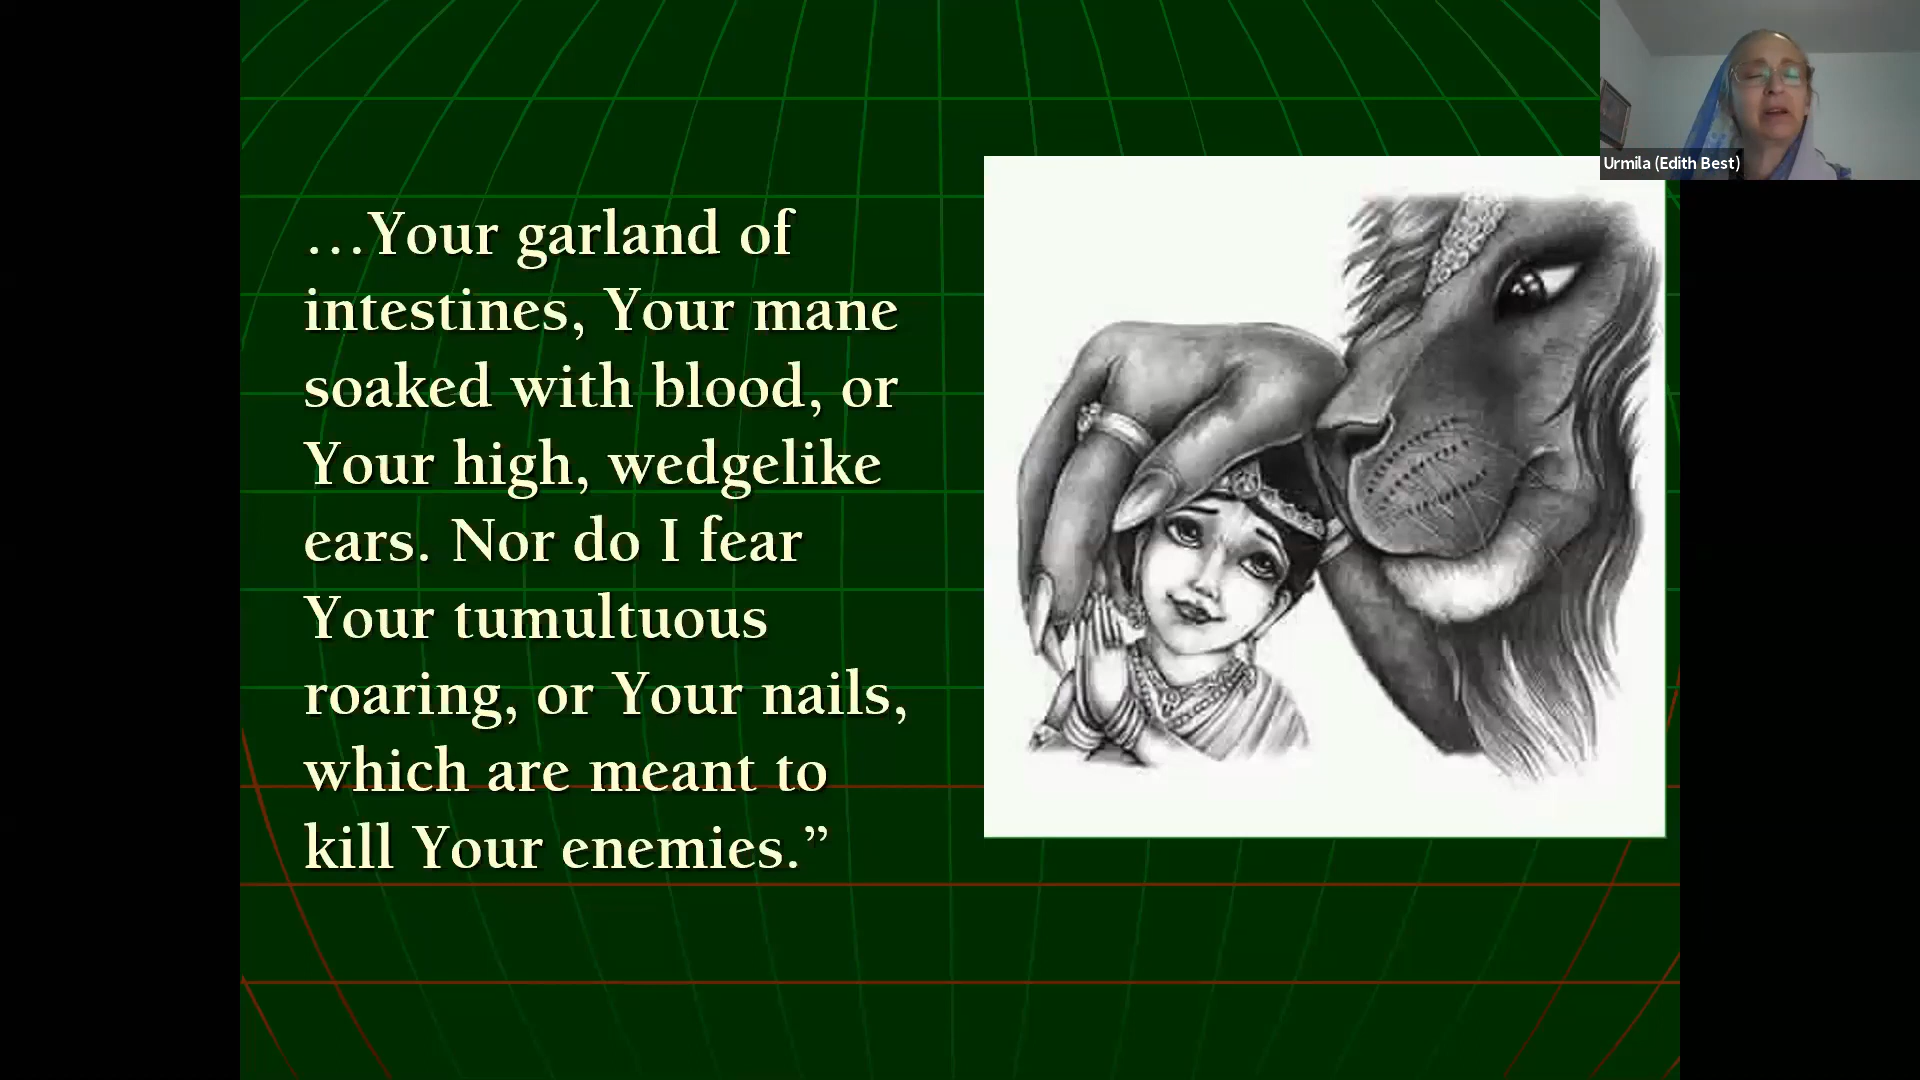 …Your garland of
intestines, Your mane
soaked with blood, or
Your high, wedgelike
ears. Nor do I fear
Your tumultuous
roaring, or Your nails,
which are meant to
kill Your enemies.”
Urmila (Edith Best)